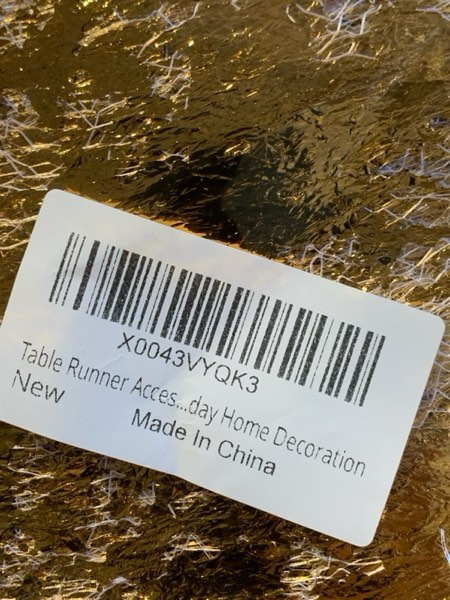 X0043VYQK3
Table Runner Acces...day Home Decoration
New
Made In China